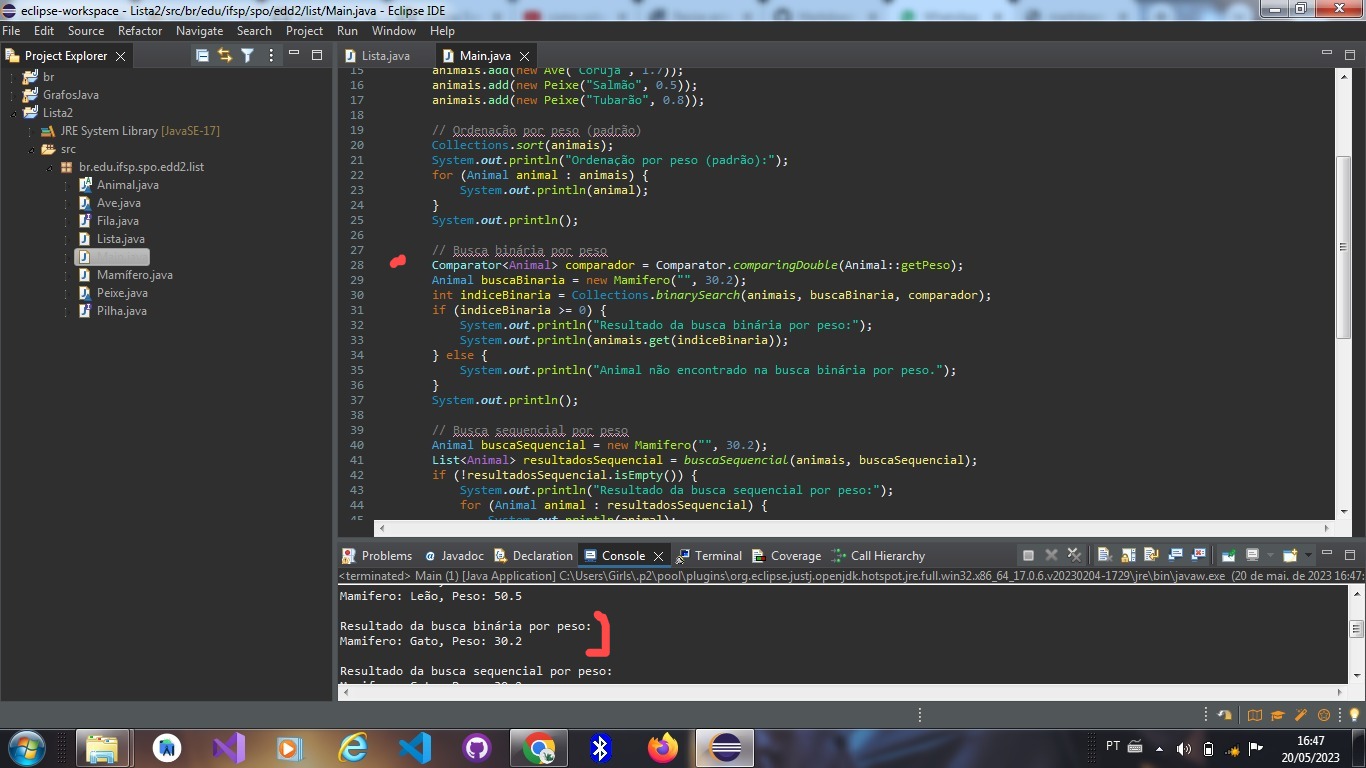 eclipse-workspace - Lista2/src/br/edu/ifsp/spo/edd2/list/Main.java - Eclipse IDE
File Edit Source Refactor Navigate Search Project Run Window Help
Project Explorer
br
GrafosJava
Lista2
JRE System Library [JavaSE-17]
src
br.edu.ifsp.spo.edd2.list
Animal.java
Ave.java
Fila.java
Lista.java
Mamífero.java
Peixe.java
Pilha.java
Lista.java Main.java
15 animais.add(new Ave("Coruja", 1.7));
16 animais.add(new Peixe("Salmão", 0.5));
17 animais.add(new Peixe("Tubarão", 0.8));
18
19 // Ordenação por peso (padrão)
20 Collections.sort(animais);
21 System.out.println("Ordenação por peso (padrão):");
22 for (Animal animal : animais) {
23 System.out.println(animal);
24 }
25 System.out.println();
26
27 // Busca binária por peso
28 Comparator<Animal> comparador = Comparator.comparingDouble(Animal::getPeso);
29 Animal buscaBinaria = new Mamifero("", 30.2);
30 int indiceBinaria = Collections.binarySearch(animais, buscaBinaria, comparador);
31 if (indiceBinaria >= 0) {
32 System.out.println("Resultado da busca binária por peso:");
33 System.out.println(animais.get(indiceBinaria));
34 } else {
35 System.out.println("Animal não encontrado na busca binária por peso.");
36 }
37 System.out.println();
38
39 // Busca sequencial por peso
40 Animal buscaSequencial = new Mamifero("", 30.2);
41 List<Animal> resultadosSequencial = buscaSequencial(animais, buscaSequencial);
42 if (!resultadosSequencial.isEmpty()) {
43 System.out.println("Resultado da busca sequencial por peso:");
44 for (Animal animal : resultadosSequencial) {
45 System.out.println(animal);
Problems Javadoc Declaration Console Terminal Coverage Call Hierarchy
<terminated> Main (1) [Java Application] C:\Users\Girls\.p2\pool\plugins\org.eclipse.justj.openjdk.hotspot.jre.full.win32.x86_64_17.0.6.v20230204-1729\jre\bin\javaw.exe (20 de mai. de 2023 16:47:
Mamifero: Leão, Peso: 50.5
Resultado da busca binária por peso:
Mamifero: Gato, Peso: 30.2
Resultado da busca sequencial por peso:
PT
16:47
20/05/2023